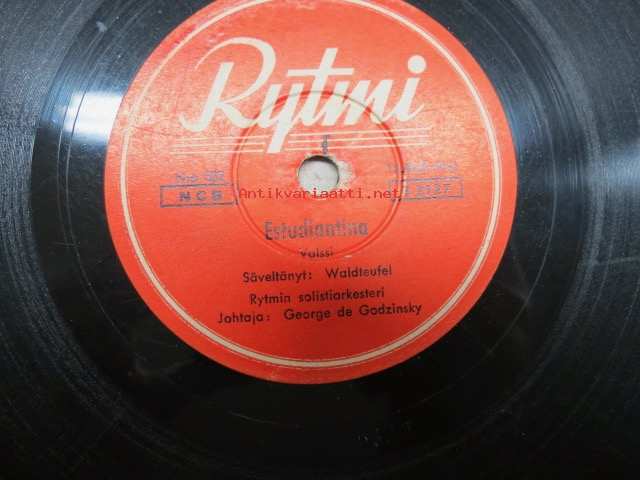 Rytmi
NCB
Antikvariaatti.net
Estudiantina
Valssi
Säveltänyt: Waldteufel
Rytmin solistiorkesteri
Johtaja: George de Godzinsky